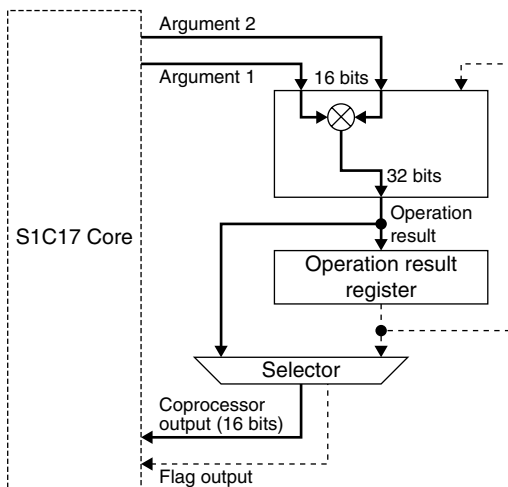 Argument 2
Argument 1
16 bits
32 bits
S1C17 Core
Operation
result
Operation result
register
Selector
Coprocessor
output (16 bits)
Flag output